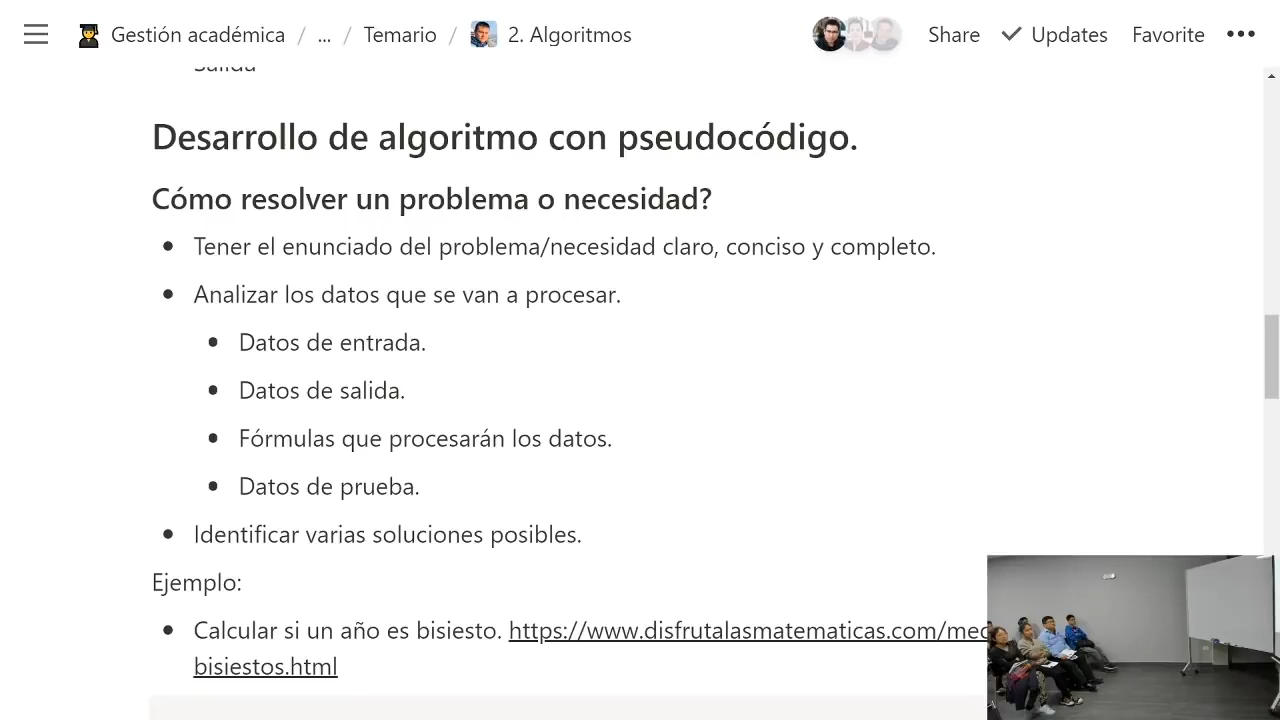 Gestión académica / ... / Temario / 2. Algoritmos Share Updates Favorite
Salida
Desarrollo de algoritmo con pseudocódigo.
Cómo resolver un problema o necesidad?
Tener el enunciado del problema/necesidad claro, conciso y completo.
Analizar los datos que se van a procesar.
Datos de entrada.
Datos de salida.
Fórmulas que procesarán los datos.
Datos de prueba.
Identificar varias soluciones posibles.
Ejemplo:
Calcular si un año es bisiesto. https://www.disfrutalasmatematicas.com/med
bisiestos.html